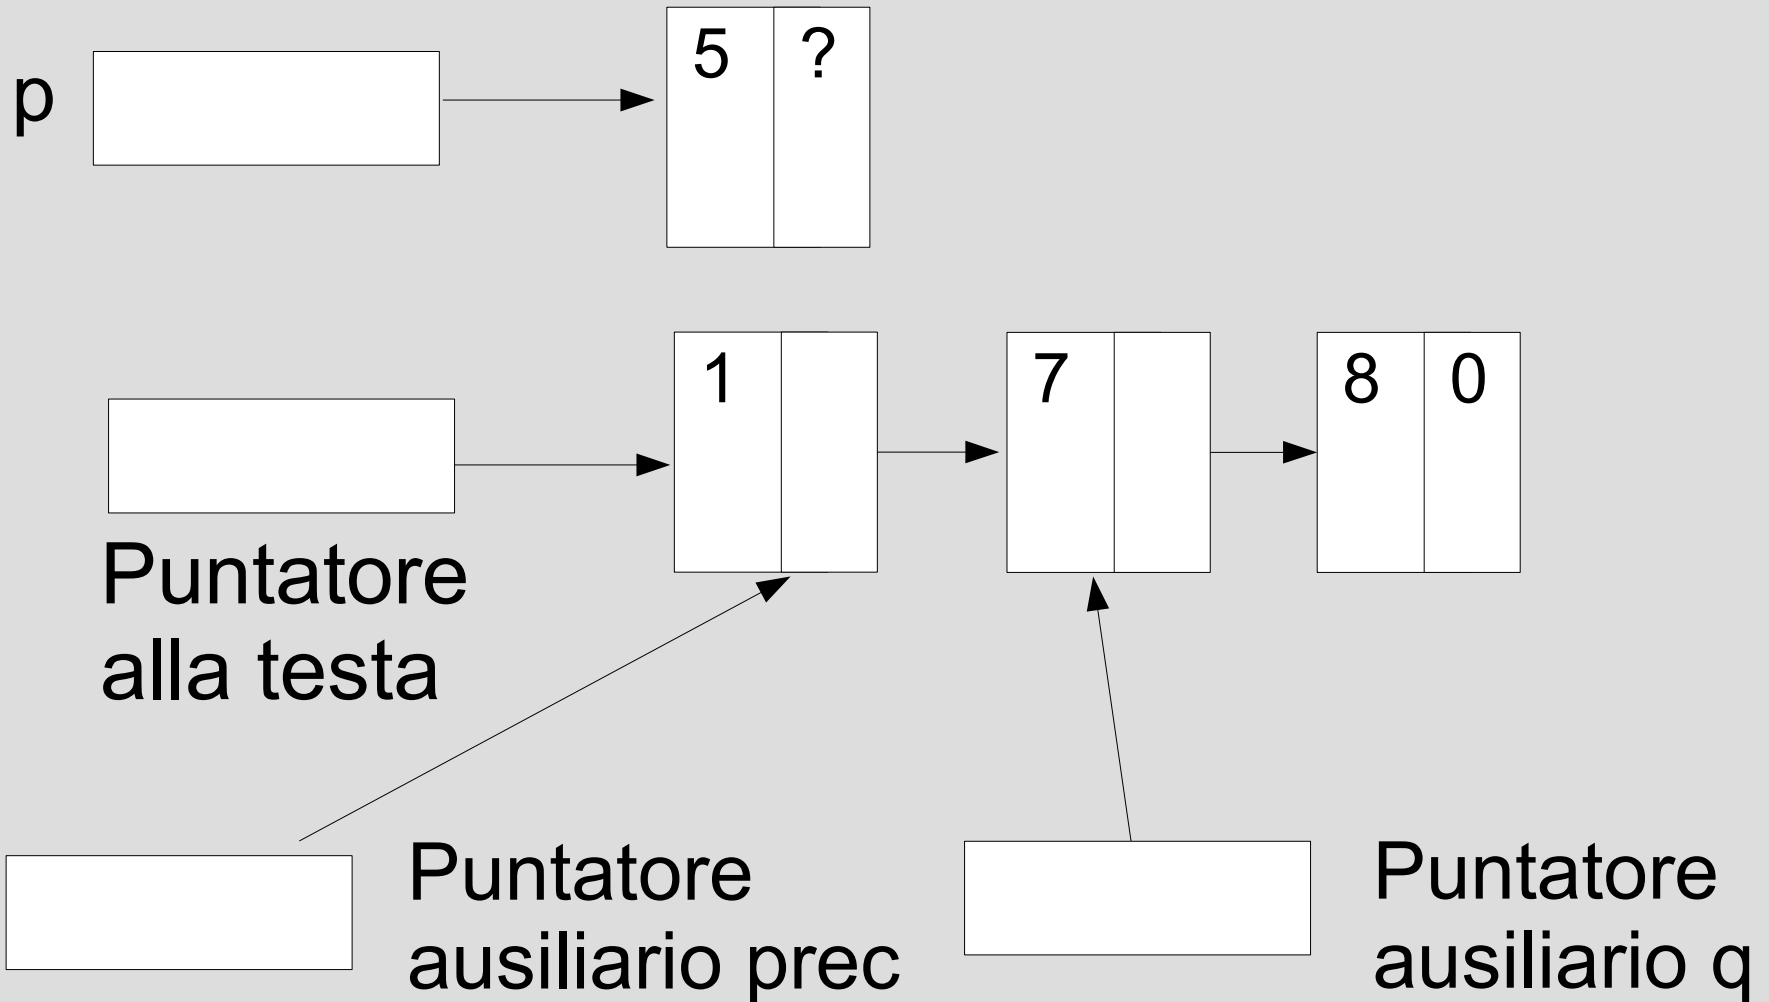 p
5 ?
1
7
8 0
Puntatore
alla testa
Puntatore
ausiliario prec
Puntatore
ausiliario q